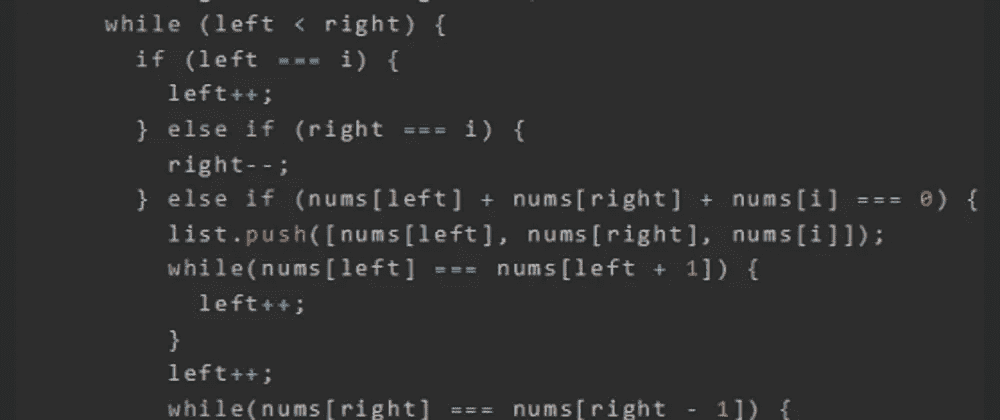 while (left < right) {
if (left === i) {
left++;
} else if (right === i) {
right--;
} else if (nums[left] + nums[right] + nums[i] === 0) {
list.push([nums[left], nums[right], nums[i]]);
while(nums[left] === nums[left + 1]) {
left++;
}
left++;
while(nums[right] === nums[right - 1]) {